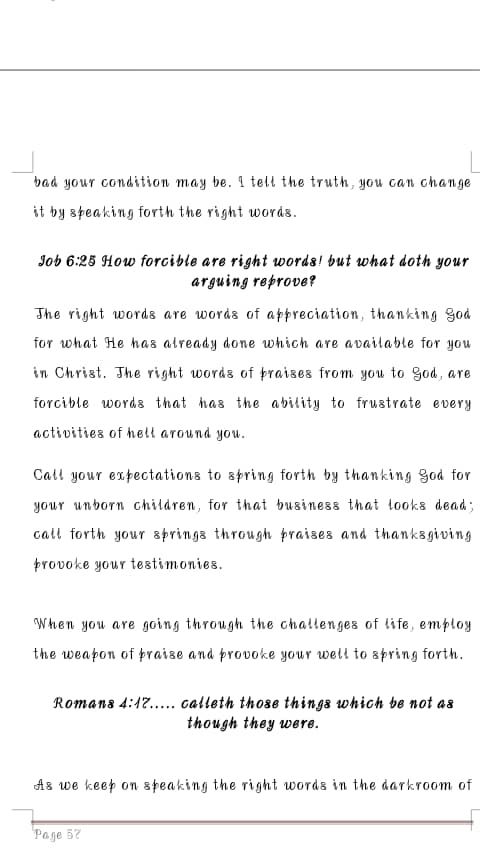 bad your condition may be. I tell the truth, you can change
it by speaking forth the right words.
Job 6:25 How forcible are right words! but what doth your
arguing reprove?
The right words are words of appreciation, thanking God
for what He has already done which are available for you
in Christ. The right words of praises from you to God, are
forcible words that has the ability to frustrate every
activities of hell around you.
Call your expectations to spring forth by thanking God for
your unborn children, for that business that looks dead;
call forth your springs through praises and thanksgiving
provoke your testimonies.
When you are going through the challenges of life, employ
the weapon of praise and provoke your well to spring forth.
Romans 4:17..... calleth those things which be not as
though they were.
As we keep on speaking the right words in the darkroom of
Page 57